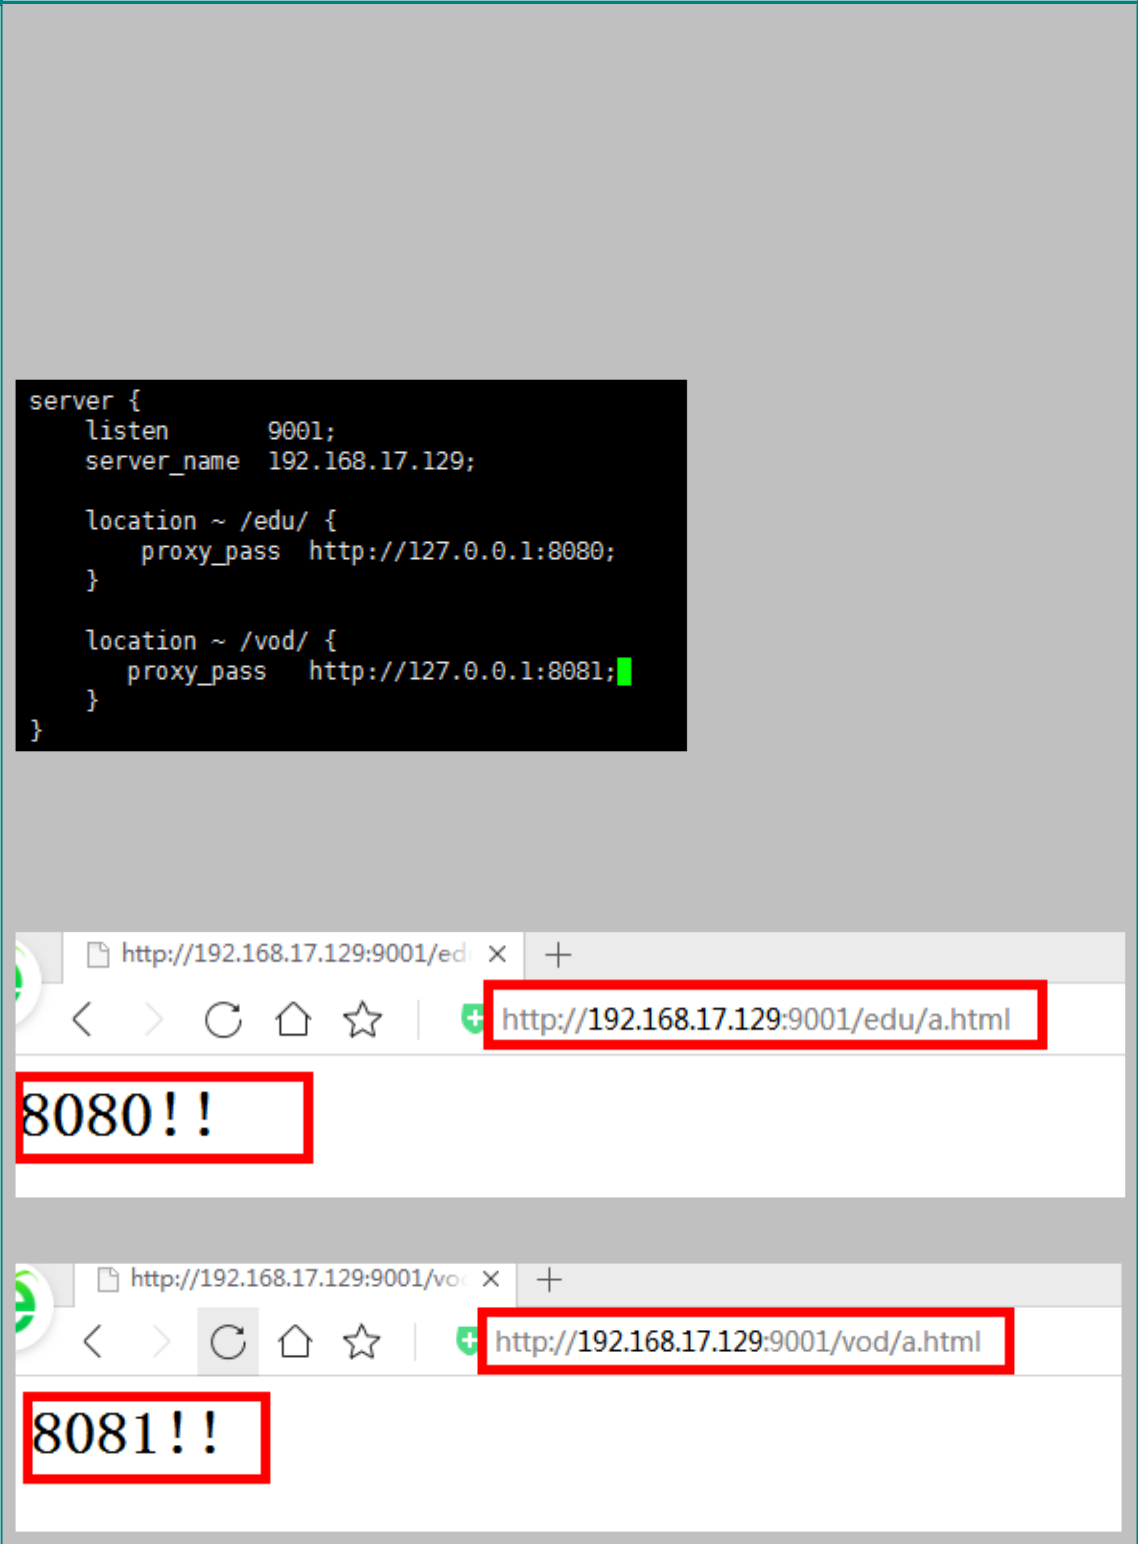 server {
    listen       9001;
    server_name  192.168.17.129;
    location ~ /edu/ {
        proxy_pass  http://127.0.0.1:8080;
    }
    location ~ /vod/ {
       proxy_pass   http://127.0.0.1:8081;
    }
}
http://192.168.17.129:9001/edu
http://192.168.17.129:9001/edu/a.html
8080!!
http://192.168.17.129:9001/vo
http://192.168.17.129:9001/vod/a.html
8081!!